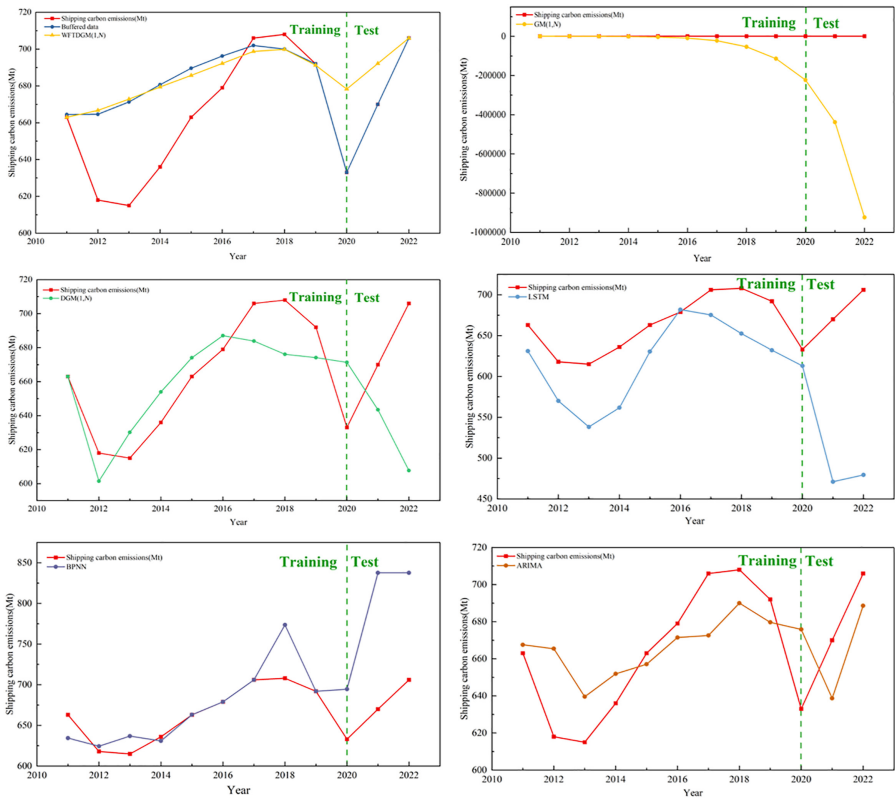 Shipping carbon emissions(Mt)
Buffered data
WFTDGM(1,N)
Training
Test
Shipping carbon emissions(Mt)
720
700
680
660
640
620
600
2010
2012
2014
2016
2018
2020
2022
Year
Shipping carbon emissions(Mt)
GM(1,N)
Training
Test
Shipping carbon emissions(Mt)
0
-200000
-400000
-600000
-800000
-1000000
2010
2012
2014
2016
2018
2020
2022
Year
Shipping carbon emissions(Mt)
DGM(1,N)
Training
Test
Shipping carbon emissions(Mt)
720
700
680
660
640
620
600
2010
2012
2014
2016
2018
2020
2022
Year
Shipping carbon emissions(Mt)
LSTM
Training
Test
Shipping carbon emissions(Mt)
700
650
600
550
500
450
2010
2012
2014
2016
2018
2020
2022
Year
Shipping carbon emissions(Mt)
BPNN
Training
Test
Shipping carbon emissions(Mt)
850
800
750
700
650
600
2010
2012
2014
2016
2018
2020
2022
Year
Shipping carbon emissions(Mt)
ARIMA
Training
Test
Shipping carbon emissions(Mt)
720
700
680
660
640
620
600
2010
2012
2014
2016
2018
2020
2022
Year